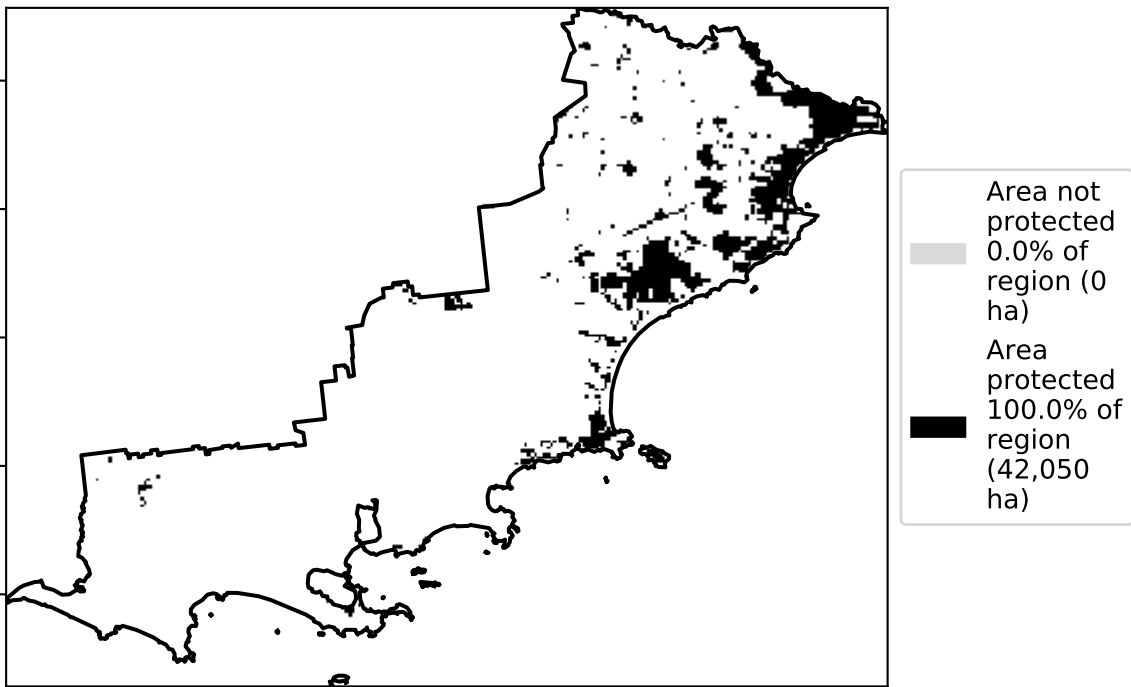 Area not
protected
0.0% of
region (0
ha)
Area
protected
100.0% of
region
(42,050
ha)